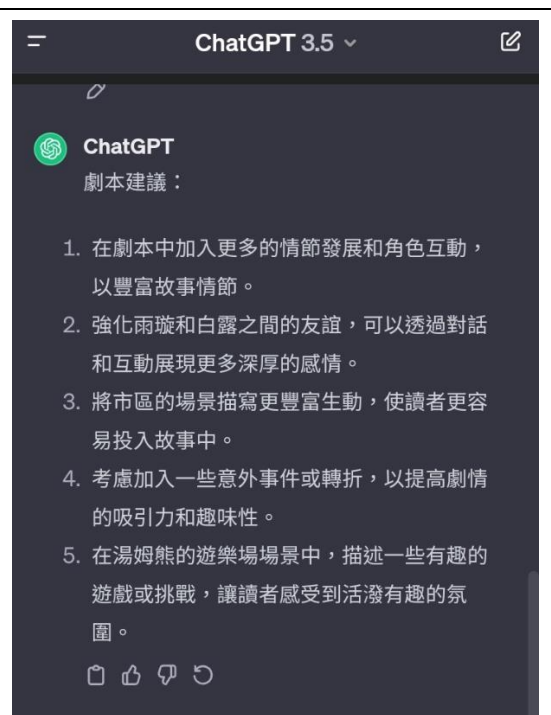 ChatGPT 3.5
ChatGPT
劇本建議：
1. 在劇本中加入更多的情節發展和角色互動，
以豐富故事情節。
2. 強化雨璇和白露之間的友誼，可以透過對話
和互動展現更多深厚的感情。
3. 將市區的場景描寫更豐富生動，使讀者更容
易投入故事中。
4. 考慮加入一些意外事件或轉折，以提高劇情
的吸引力和趣味性。
5. 在湯姆熊的遊樂場場景中，描述一些有趣的
遊戲或挑戰，讓讀者感受到活潑有趣的氛
圍。